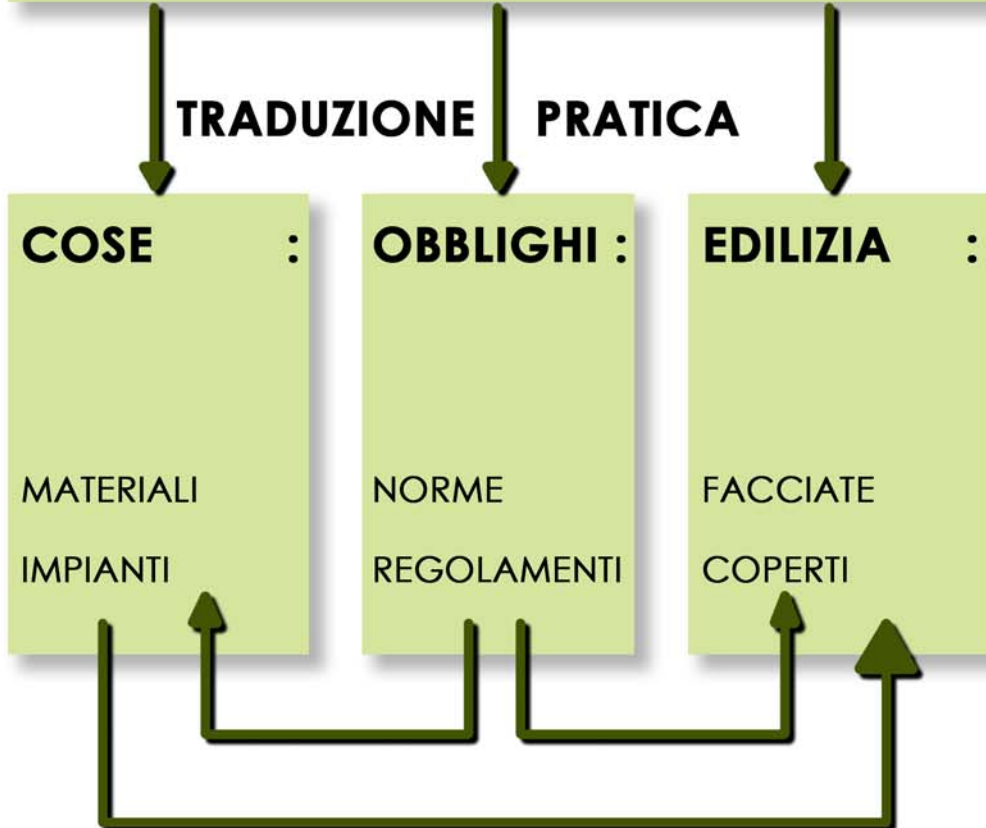 TRADUZIONE PRATICA
COSE :
MATERIALI
IMPIANTI
OBBLIGHI :
NORME
REGOLAMENTI
EDILIZIA :
FACCIATE
COPERTI